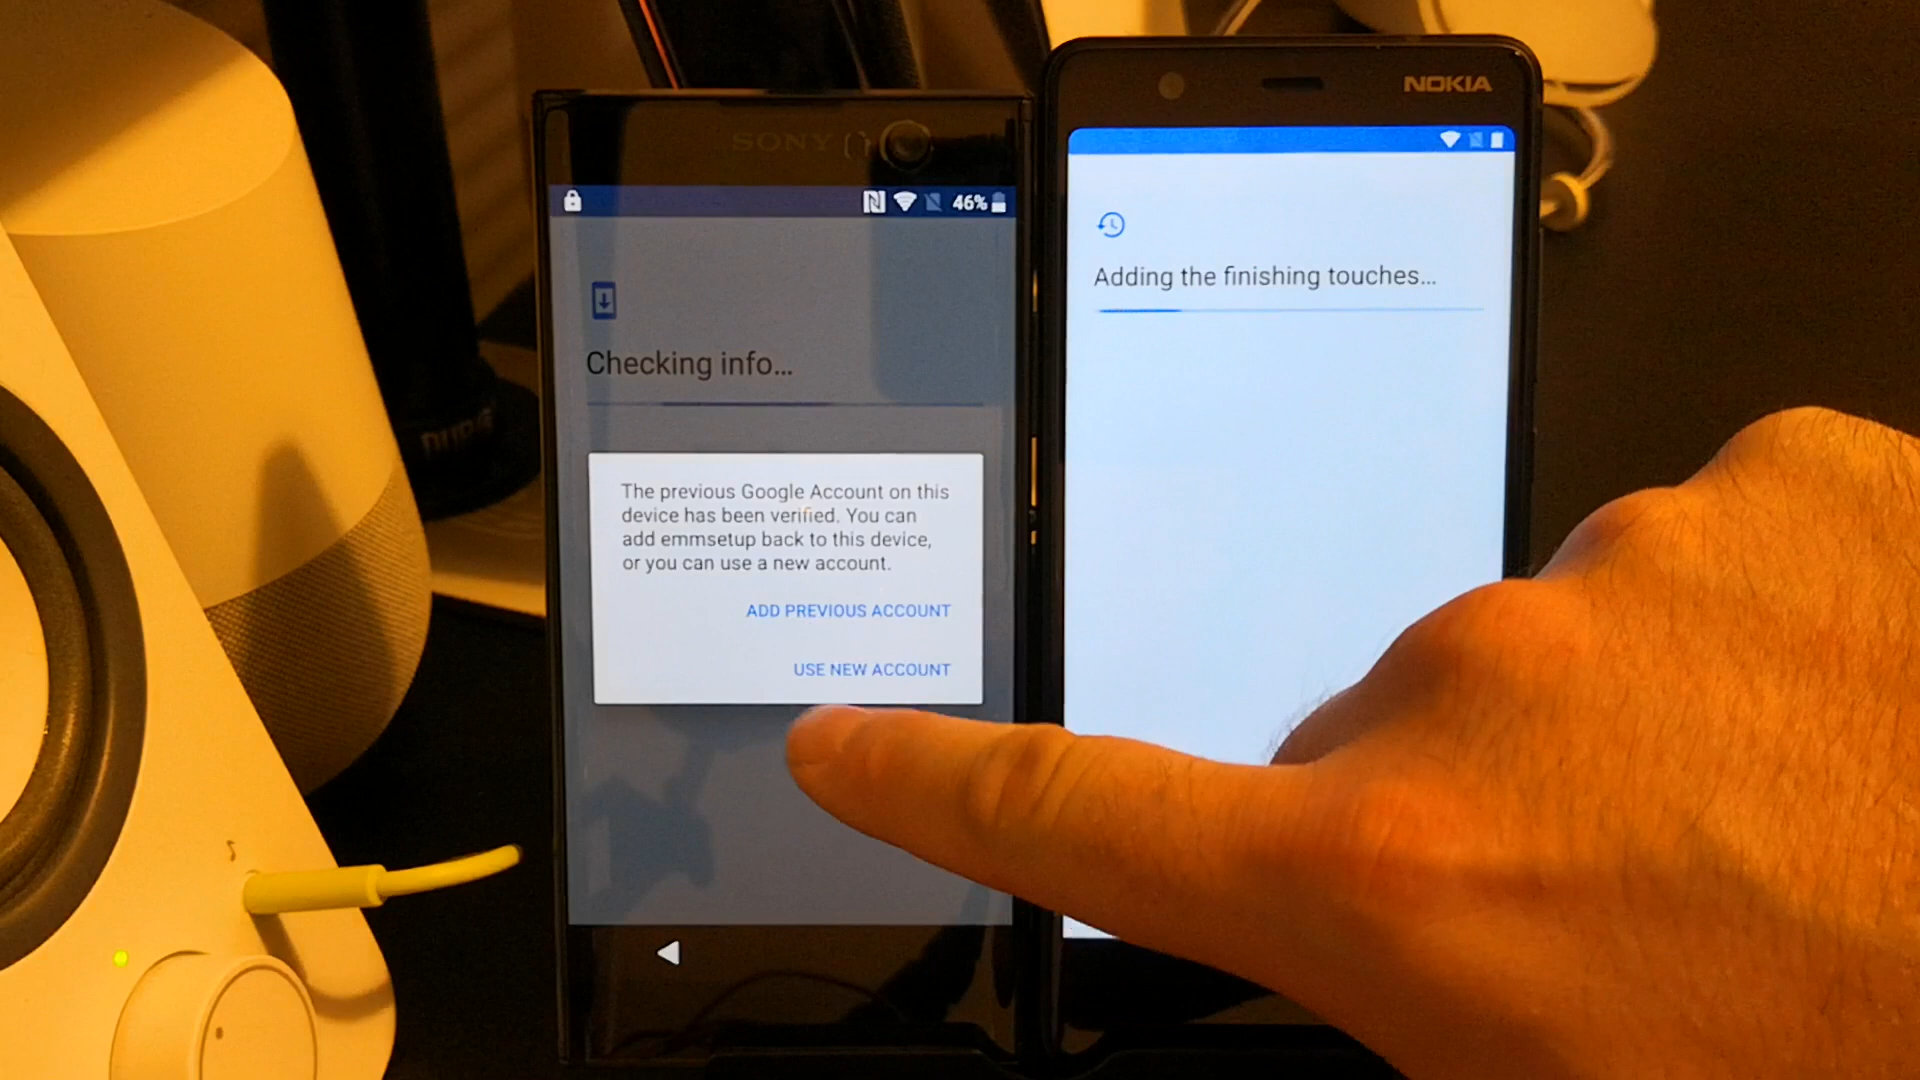 SONY
46%
Checking info...
The previous Google Account on this
device has been verified. You can
add emmsetup back to this device,
or you can use a new account.
ADD PREVIOUS ACCOUNT
USE NEW ACCOUNT
NOKIA
Adding the finishing touches...